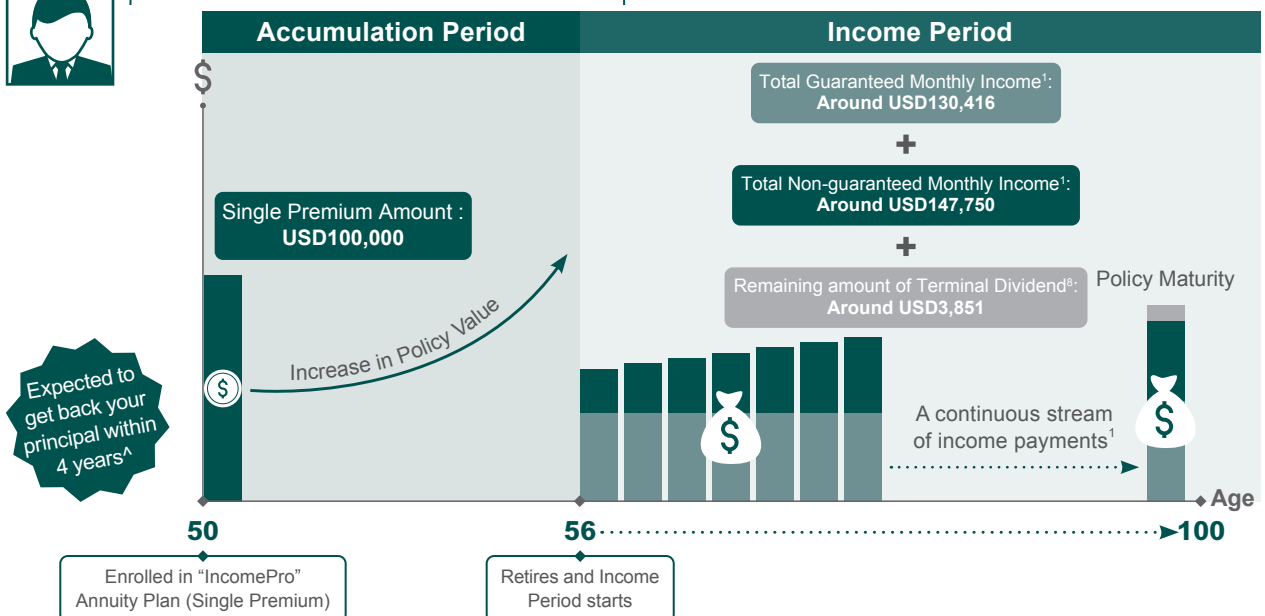 Accumulation Period
Income Period
$
Total Guaranteed Monthly Income¹:
Around USD130,416
+
Total Non-guaranteed Monthly Income¹:
Around USD147,750
+
Remaining amount of Terminal Dividend⁸:
Around USD3,851
Single Premium Amount :
USD100,000
Policy Maturity
Increase in Policy Value
$
Expected to
get back your
principal within
4 years^
$
A continuous stream
of income payments¹
$
Age
50
56
100
Enrolled in “IncomePro”
Annuity Plan (Single Premium)
Retires and Income
Period starts